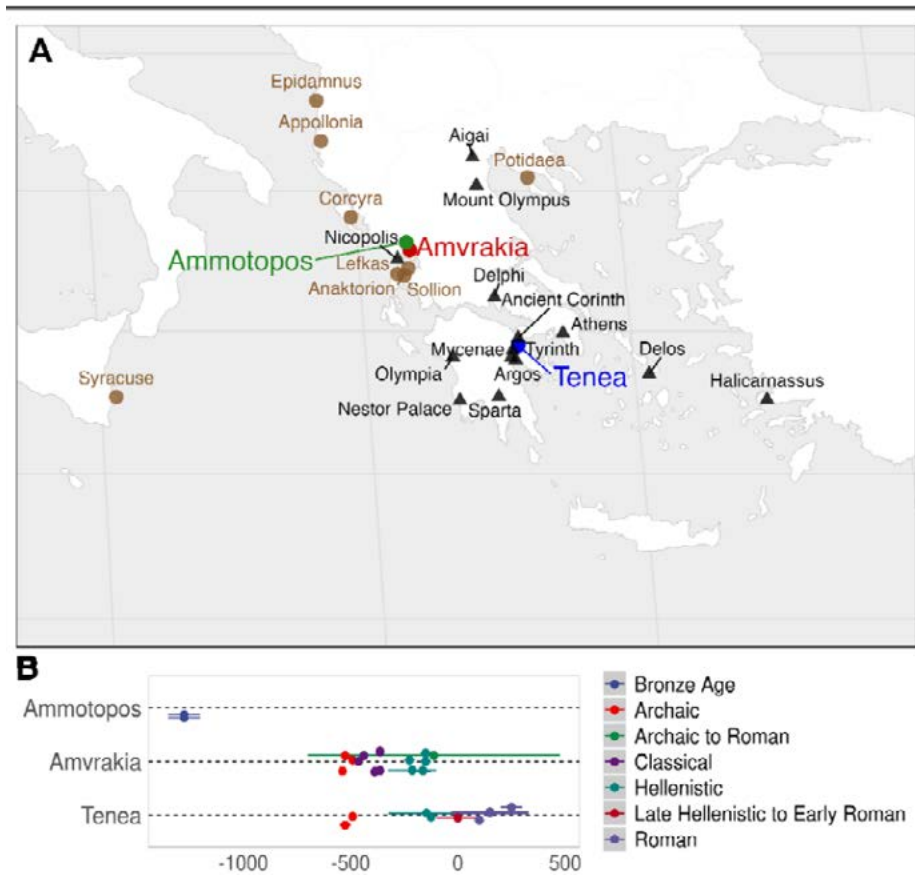 A
Epidamnus
Appollonia
Aigai
Potidaea
Mount Olympus
Corcyra
Nicopolis
Ammotopos
Amvrakia
Lefkas
Anaktorion
Sollion
Delphi
Ancient Corinth
Athens
Mycenae
Tyrinth
Delos
Olympia
Argos
Tenea
Syracuse
Halicarnassus
Nestor Palace
Sparta
B
Ammotopos
Amvrakia
Tenea
-1000 -500 0 500
Bronze Age
Archaic
Archaic to Roman
Classical
Hellenistic
Late Hellenistic to Early Roman
Roman